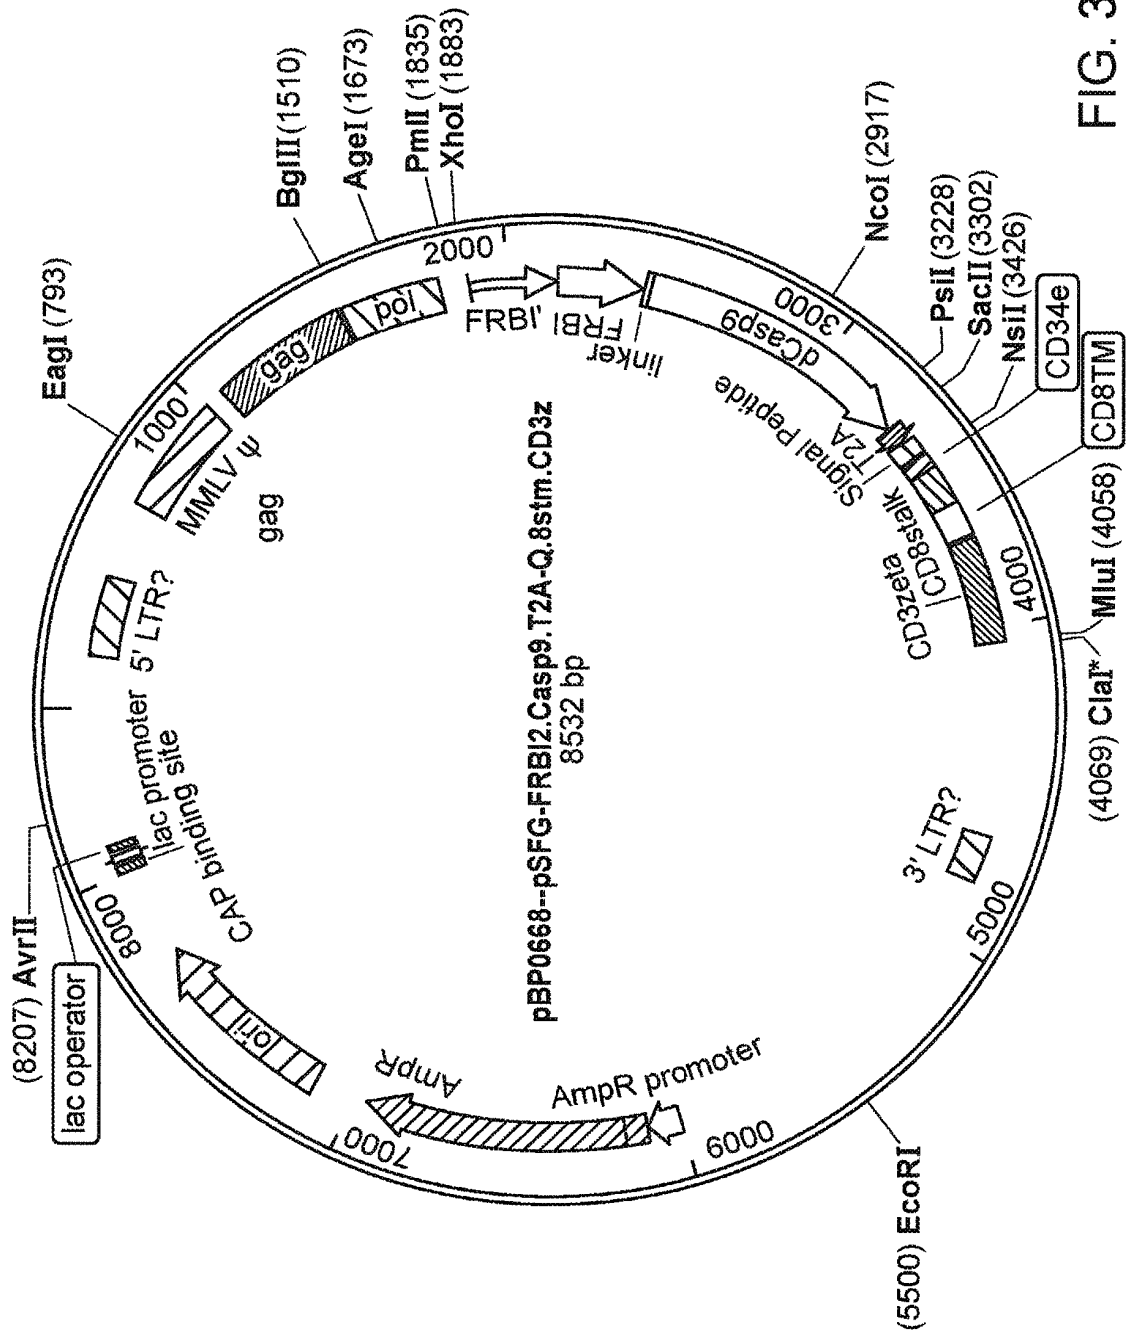 FIG. 3
EagI (793)
BglII (1510)
AgeI (1673)
PmlI (1835)
XhoI (1883)
NcoI (2917)
PsiI (3228)
SacII (3302)
NsiI (3426)
CD34e
CD8TM
MluI (4058)
(4069) ClaI*
(5500) EcoRI
(8207) AvrII
lac operator
1000
2000
3000
4000
5000
6000
7000
8000
5' LTR?
MMLV Ψ
gag
gag
pol
FRBl'
FRBl
linker
dCasp9
T2A
Signal Peptide
CD8stalk
CD3zeta
3' LTR?
AmpR promoter
AmpR
ori
CAP binding site
lac promoter
pBP0668--pSFG-FRBl2.Casp9.T2A-Q.8stm.CD3z
8532 bp